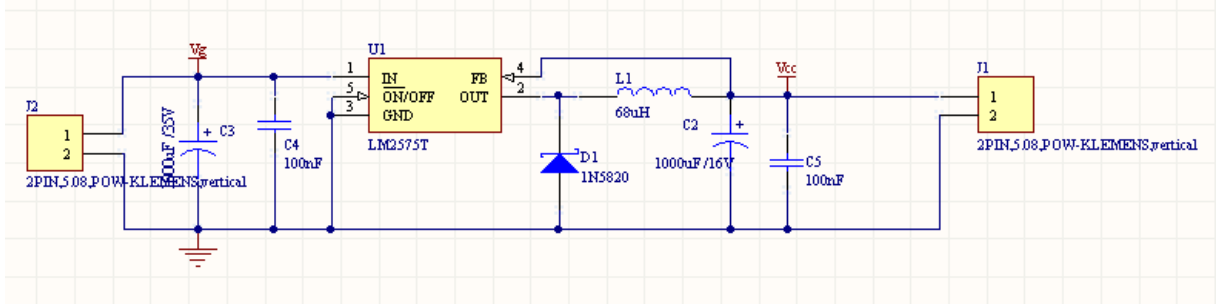 Vg
U1
J2
1
2
2PIN,5.08,POW-KLEMENS,vertical
1000uF /35V
C3
C4
100nF
1
5
3
IN
ON/OFF
GND
FB
OUT
4
2
LM2575T
L1
68uH
D1
1N5820
C2
1000uF/16V
Vcc
C5
100nF
J1
1
2
2PIN,5.08,POW-KLEMENS,vertical